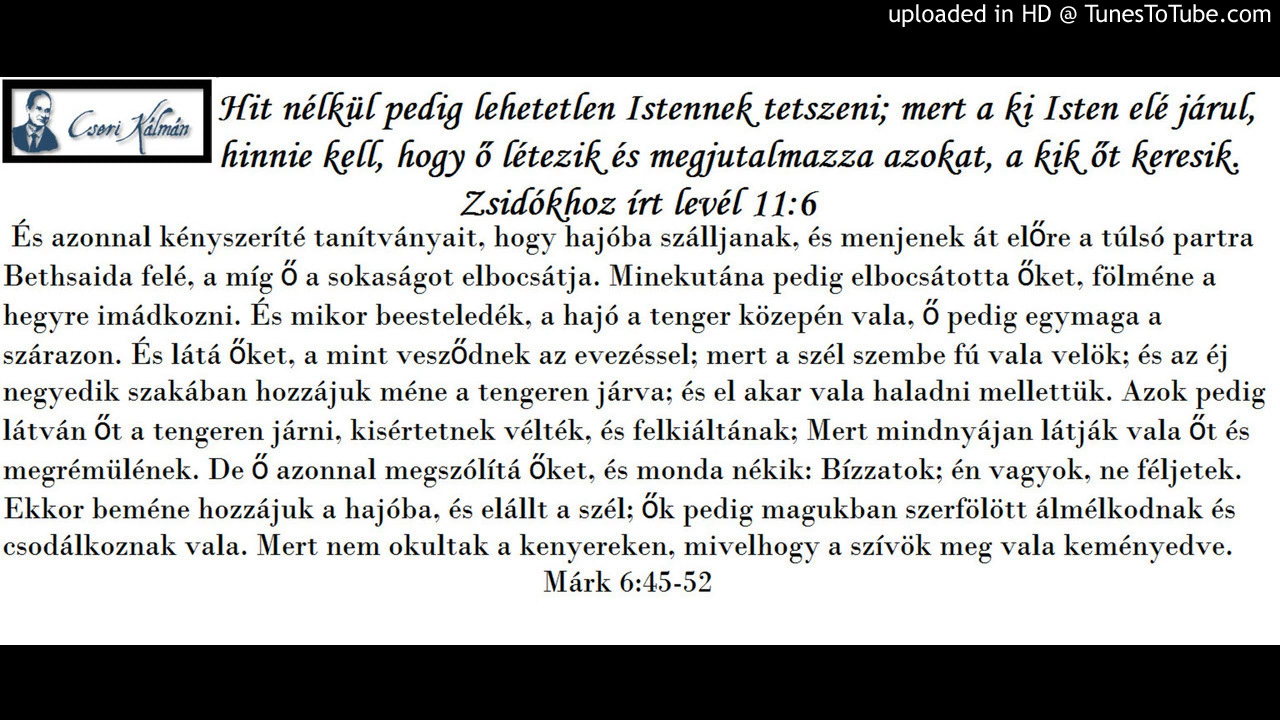 uploaded in HD @ TunesToTube.com
Cseri Kálmán
Hit nélkül pedig lehetetlen Istennek tetszeni; mert a ki Isten elé járul,
hinnie kell, hogy ő létezik és megjutalmazza azokat, a kik őt keresik.
Zsidókhoz írt levél 11:6
És azonnal kényszeríté tanítványait, hogy hajóba szálljanak, és menjenek át előre a túlsó partra
Bethsaida felé, a míg Ő a sokaságot elbocsátja. Minekutána pedig elbocsátotta Őket, fölméne a
hegyre imádkozni. És mikor beesteledék, a hajó a tenger közepén vala, Ő pedig egymaga a
szárazon. És látá Őket, a mint vesződnek az evezéssel; mert a szél szembe fú vala velök; és az éj
negyedik szakában hozzájuk méne a tengeren járva; és el akar vala haladni mellettük. Azok pedig
látván Őt a tengeren járni, kisértetnek vélték, és felkiáltának; Mert mindnyájan látják vala Őt és
megrémülének. De Ő azonnal megszólítá Őket, és monda nékik: Bízzatok; én vagyok, ne féljetek.
Ekkor beméne hozzájuk a hajóba, és elállt a szél; Ők pedig magukban szerfölött álmélkodnak és
csodálkoznak vala. Mert nem okultak a kenyereken, mivelhogy a szívök meg vala keményedve.
Márk 6:45-52